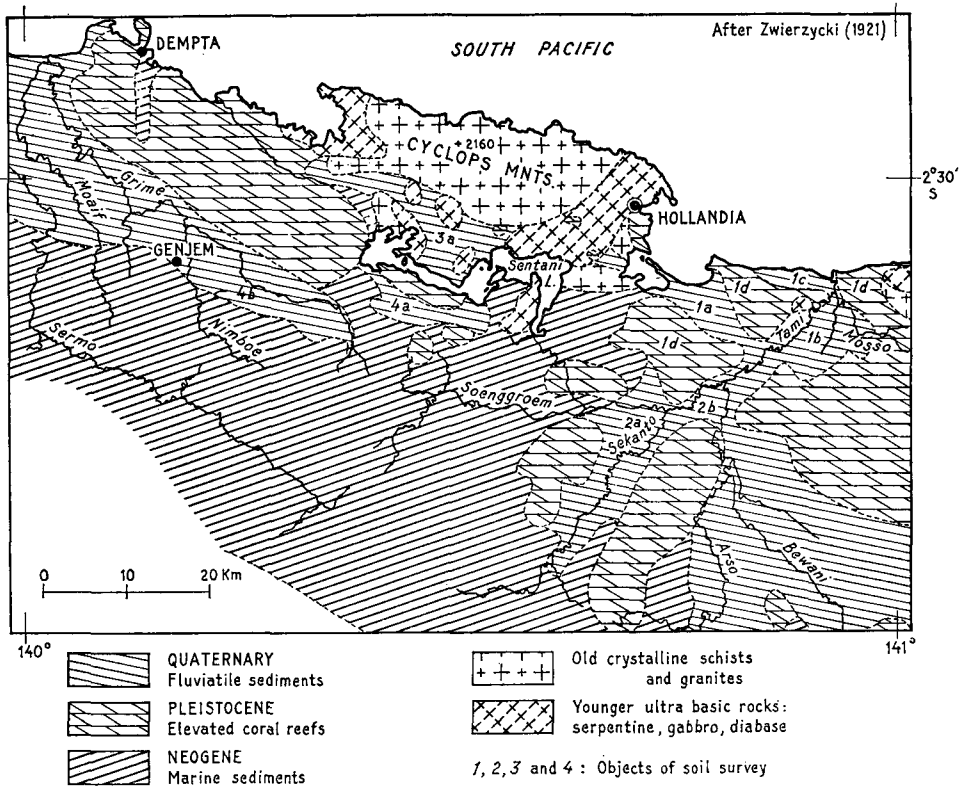 After Zwierzycki (1921)
DEMPTA
SOUTH PACIFIC
+2160
CYCLOPS MNTS.
2°30'
S
Grime
Moaif
HOLLANDIA
3a
GENJEM
Sentani
L.
1d
1c
1d
4b
4a
1a
Tami
1b
Mosso
Sermo
Nimboe
1d
Soenggroem
2b
2a
Sekanto
Arso
Bewani
0 10 20 Km
140° 141°
QUATERNARY
Fluviatile sediments
PLEISTOCENE
Elevated coral reefs
NEOGENE
Marine sediments
Old crystalline schists
and granites
Younger ultra basic rocks:
serpentine, gabbro, diabase
1, 2, 3 and 4 : Objects of soil survey